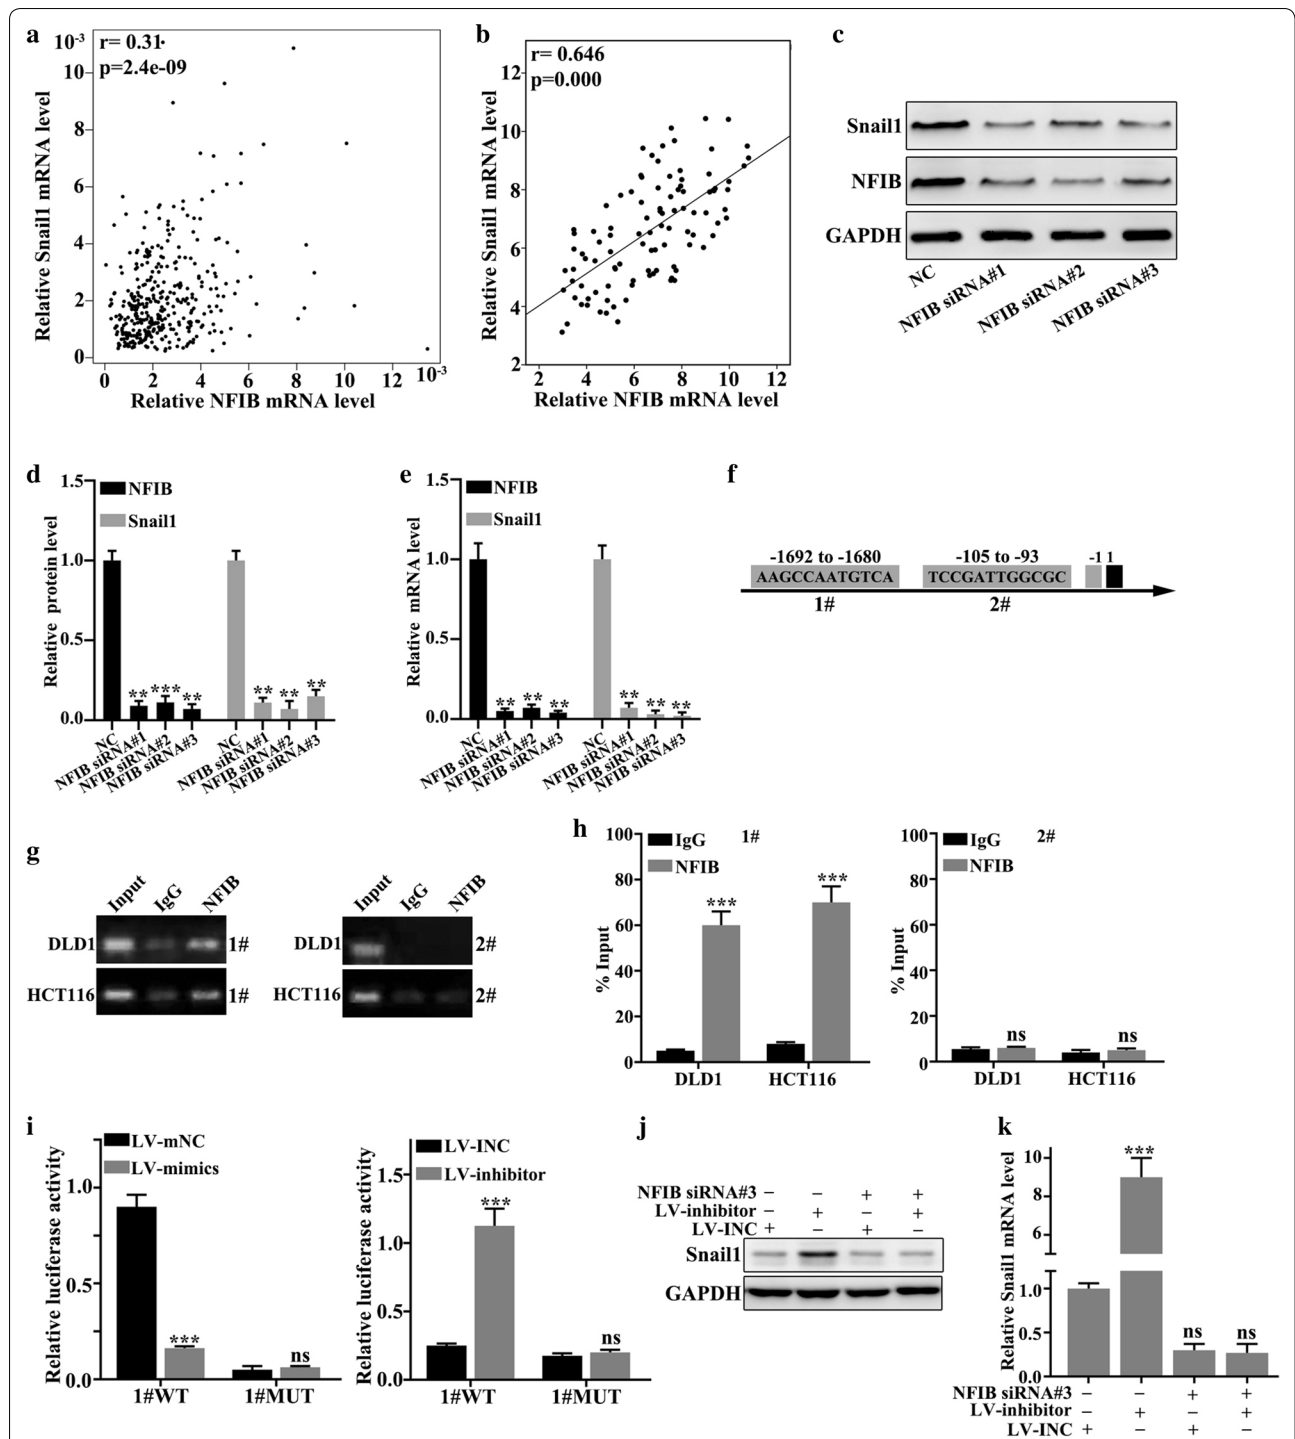 a
10-3
r= 0.31
p=2.4e-09
Relative Snail1 mRNA level
10
8
6
4
2
0
0 2 4 6 8 10 12 10-3
Relative NFIB mRNA level
b
r= 0.646
p=0.000
Relative Snail1 mRNA level
12
10
8
6
4
2
2 4 6 8 10 12
Relative NFIB mRNA level
c
Snail1
NFIB
GAPDH
NC
NFIB siRNA#1
NFIB siRNA#2
NFIB siRNA#3
d
NFIB
Snail1
Relative protein level
1.5
1.0
0.5
0.0
** *** ** ** ** **
NC
NFIB siRNA#1
NFIB siRNA#2
NFIB siRNA#3
NC
NFIB siRNA#1
NFIB siRNA#2
NFIB siRNA#3
e
NFIB
Snail1
Relative mRNA level
1.5
1.0
0.5
0.0
** ** ** ** ** **
NC
NFIB siRNA#1
NFIB siRNA#2
NFIB siRNA#3
NC
NFIB siRNA#1
NFIB siRNA#2
NFIB siRNA#3
f
-1692 to -1680 -105 to -93 -1 1
AAGCCAATGTCA TCCGATTGGCGC
1# 2#
g
Input IgG NFIB
DLD1 1#
HCT116 1#
Input IgG NFIB
DLD1 2#
HCT116 2#
h
IgG 1#
NFIB
% Input
100
80
60
40
20
0
*** ***
DLD1 HCT116
IgG 2#
NFIB
% Input
100
80
60
40
20
0
ns ns
DLD1 HCT116
i
LV-mNC
LV-mimics
Relative luciferase activity
1.0
0.5
0.0
*** ns
1#WT 1#MUT
LV-INC
LV-inhibitor
Relative luciferase activity
1.5
1.0
0.5
0.0
*** ns
1#WT 1#MUT
j
NFIB siRNA#3 − − + +
LV-inhibitor − + − +
LV-INC + − + −
Snail1
GAPDH
k
Relative Snail1 mRNA level
10
8
6
1.0
0.5
0.0
*** ns ns
NFIB siRNA#3 − − + +
LV-inhibitor − + − +
LV-INC + − + −